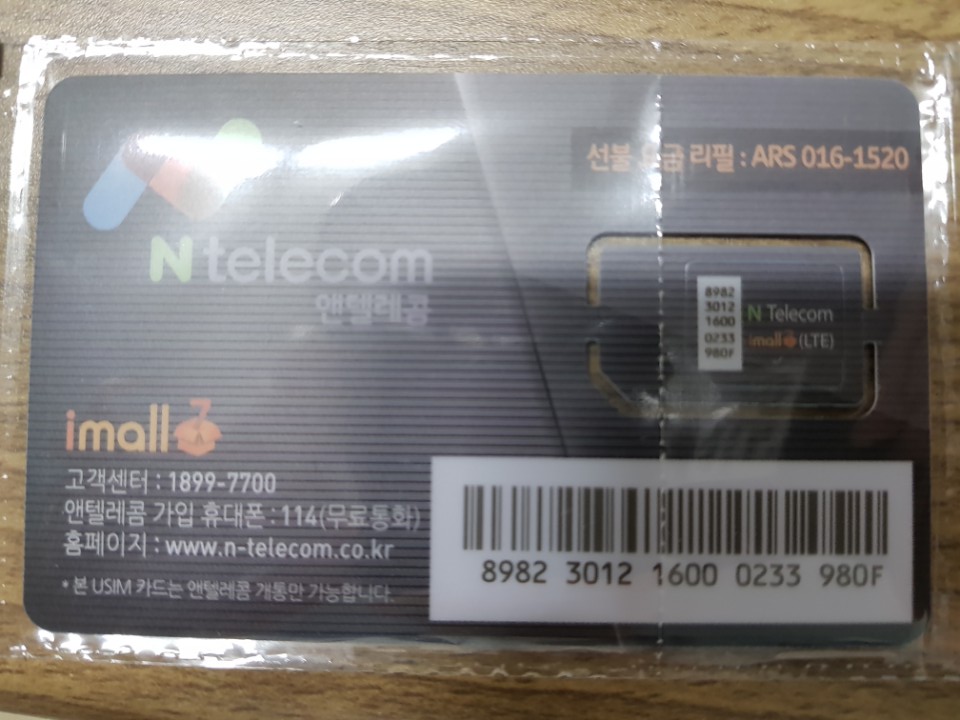 선불 요금 리필 : ARS 016-1520
N telecom
앤텔레콤
8982
3012
1600
0233
980F
N Telecom
imall (LTE)
imall
고객센터 : 1899-7700
앤텔레콤 가입 휴대폰 : 114(무료통화)
홈페이지 : www.n-telecom.co.kr
* 본 USIM 카드는 앤텔레콤 개통만 가능합니다.
8982 3012 1600 0233 980F